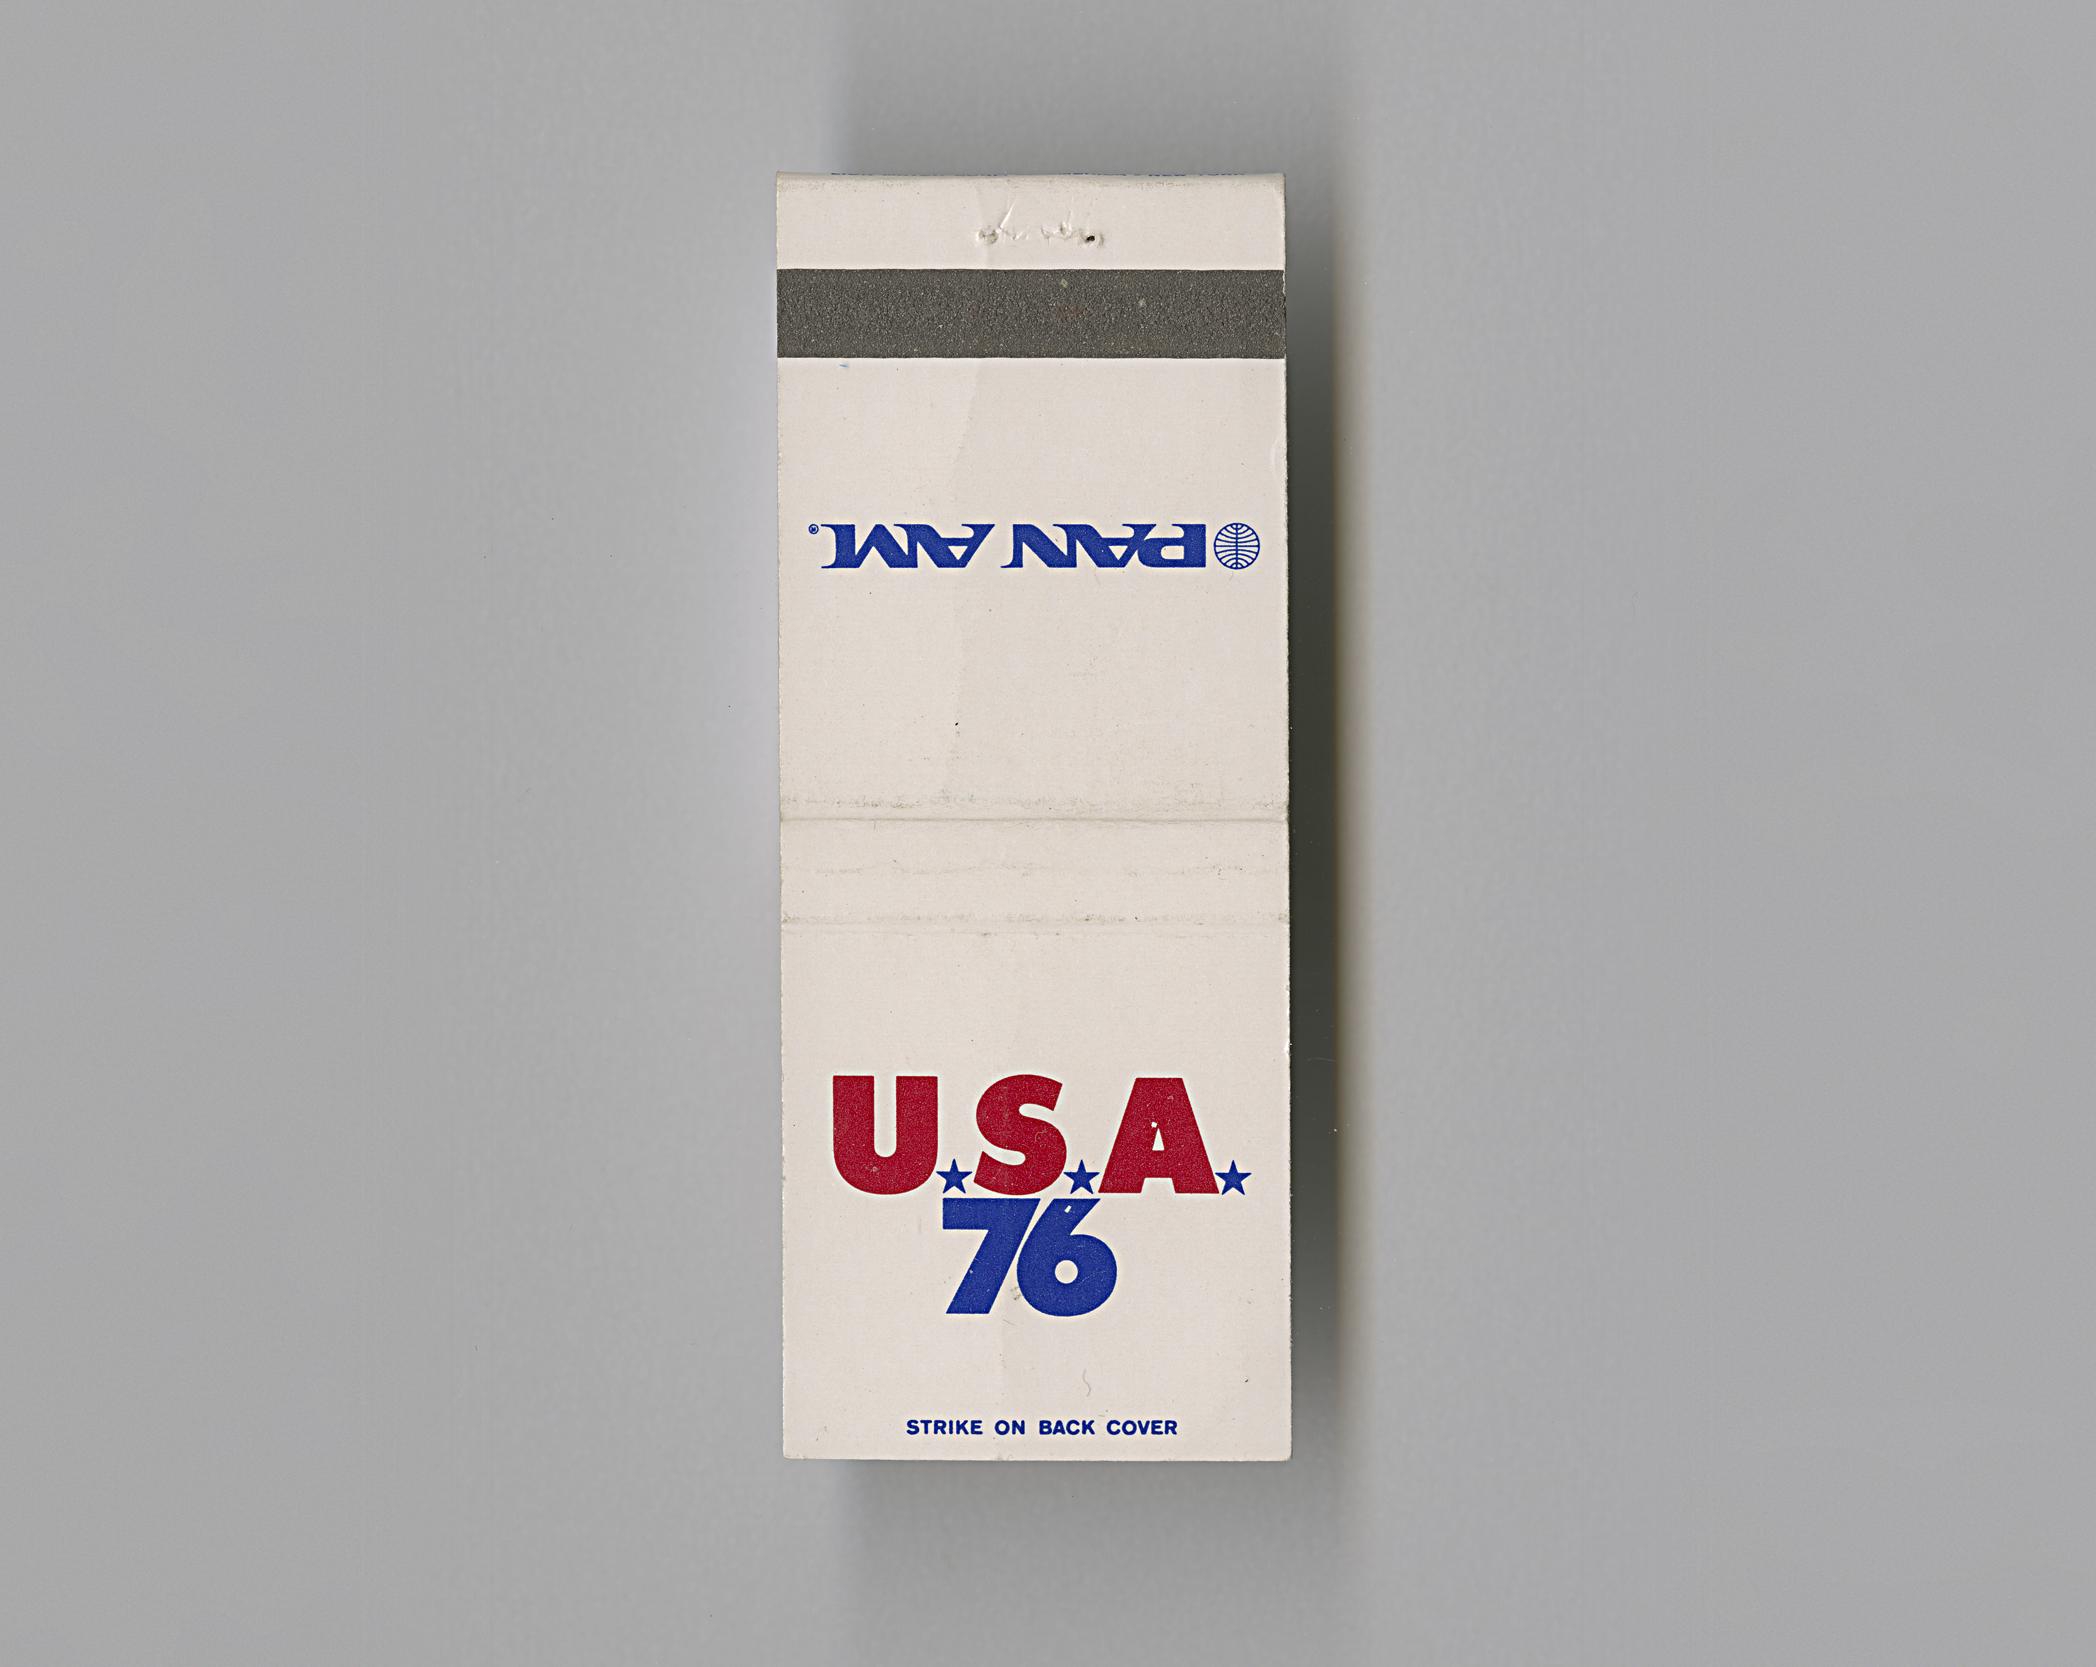 PAN AM®
U.S.A.
76
STRIKE ON BACK COVER